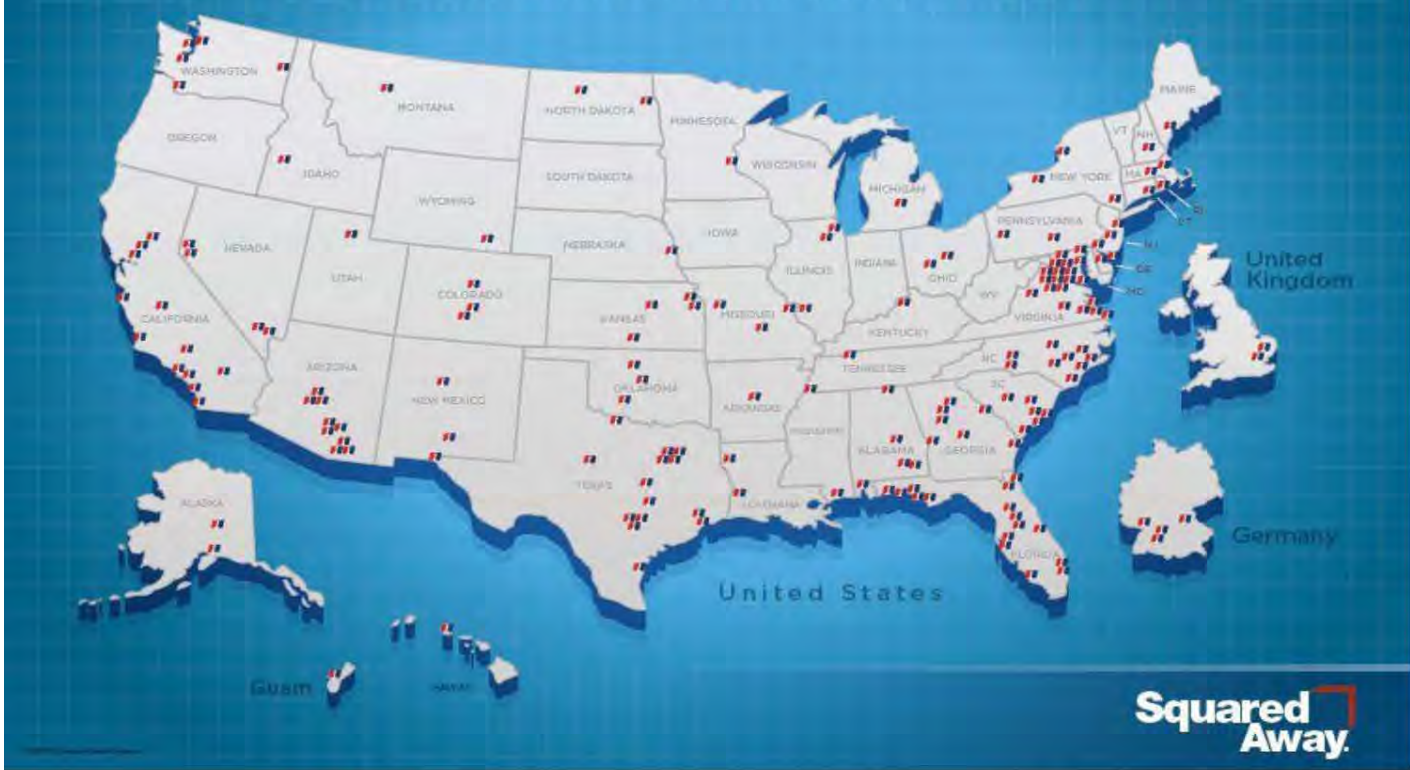 WASHINGTON
MONTANA
NORTH DAKOTA
MINNESOTA
MAINE
OREGON
IDAHO
VT
NH
WISCONSIN
SOUTH DAKOTA
MICHIGAN
NEW YORK
MA
WYOMING
RI
CT
PENNSYLVANIA
NEVADA
NEBRASKA
IOWA
NJ
UTAH
ILLINOIS
INDIANA
OHIO
DE
United
Kingdom
COLORADO
WV
MD
CALIFORNIA
KANSAS
MISSOURI
VIRGINIA
KENTUCKY
ARIZONA
TENNESSEE
NC
OKLAHOMA
SC
NEW MEXICO
ARKANSAS
MISSISSIPPI
ALABAMA
GEORGIA
TEXAS
LOUISIANA
ALASKA
Germany
FLORIDA
United States
Guam
HAWAII
Squared
Away.